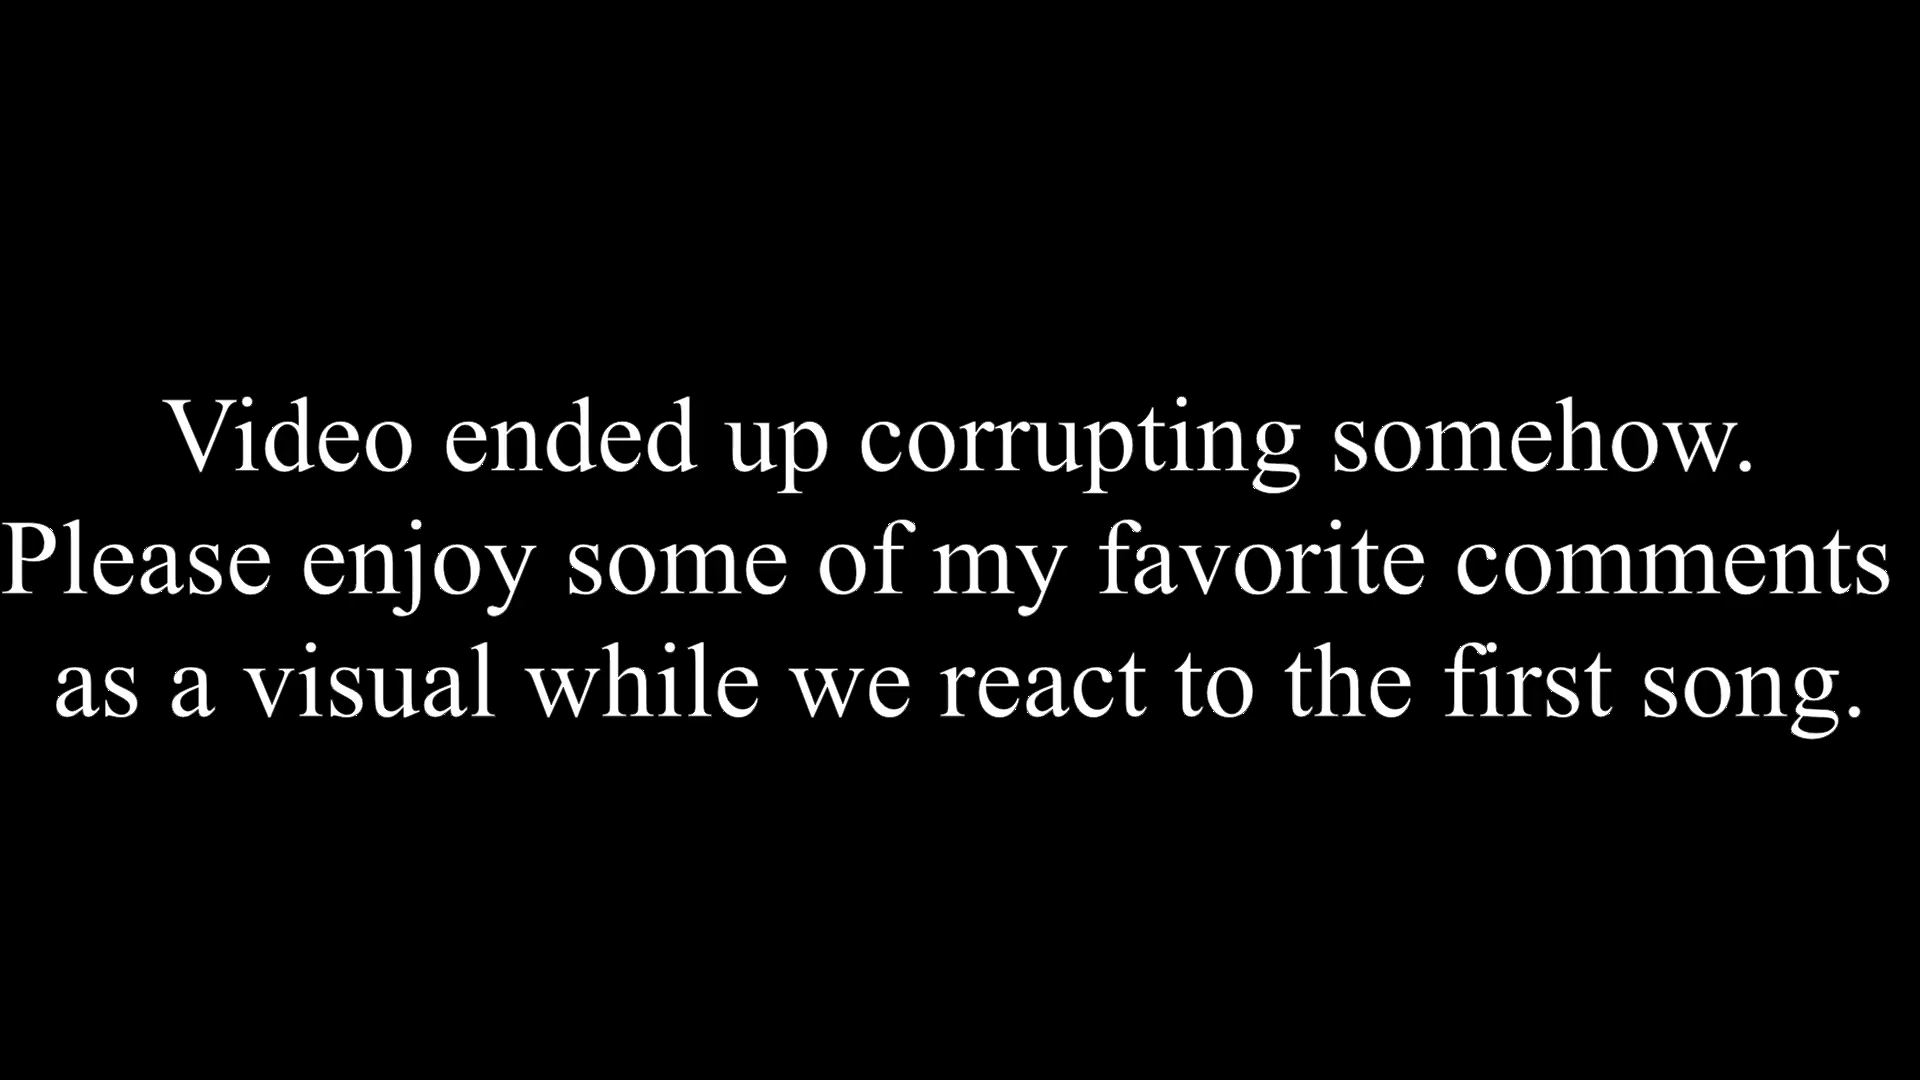 Video ended up corrupting somehow.
Please enjoy some of my favorite comments
as a visual while we react to the first song.